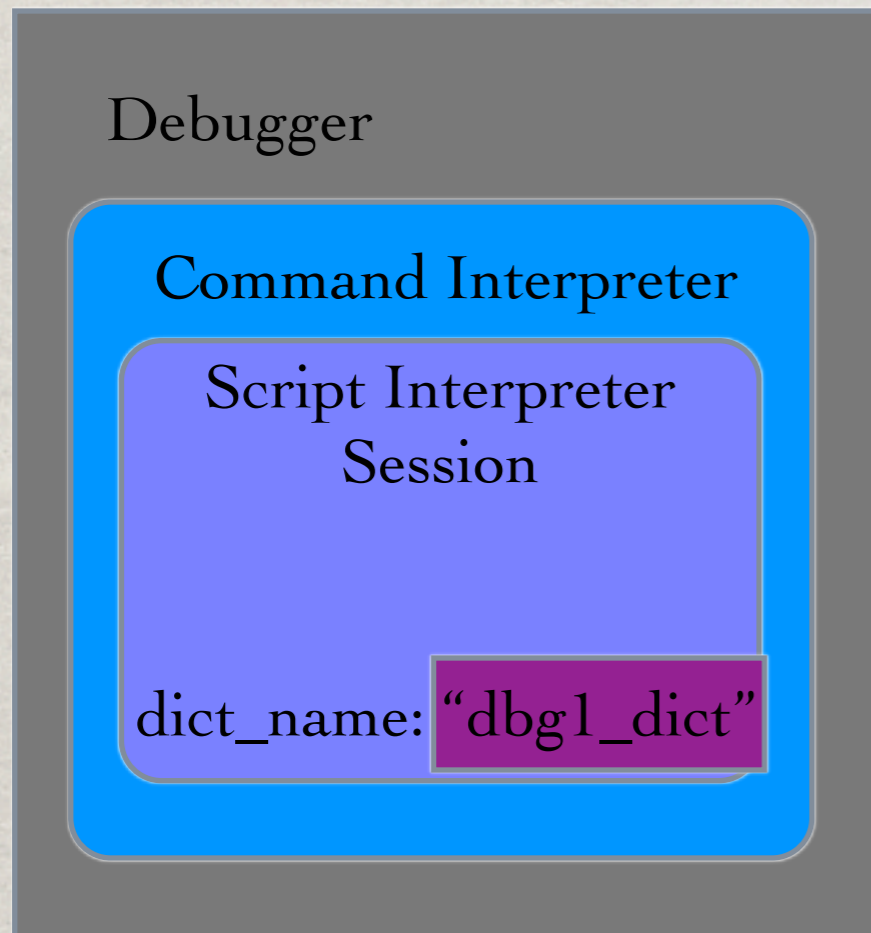 Debugger
Command Interpreter
Script Interpreter
Session
dict_name: “dbg1_dict”